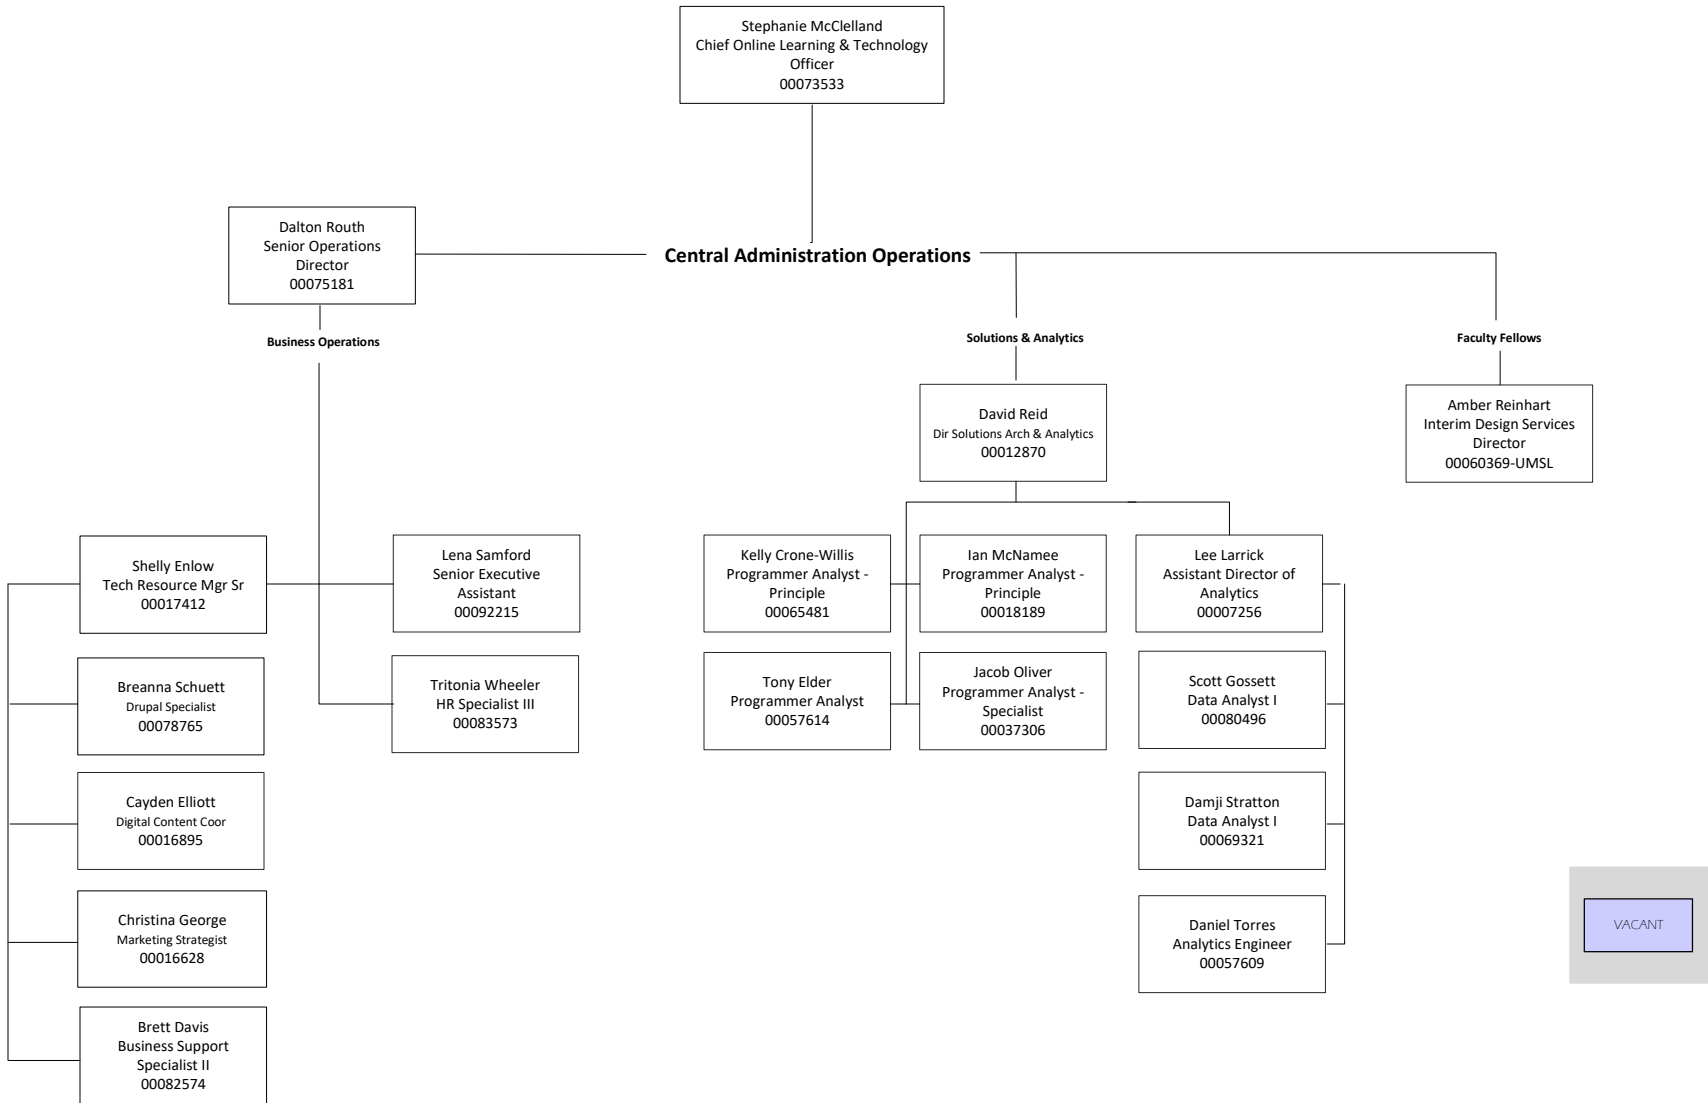 Stephanie McClelland
Chief Online Learning & Technology
Officer
00073533
Dalton Routh
Senior Operations
Director
00075181
Central Administration Operations
Business Operations
Solutions & Analytics
Faculty Fellows
David Reid
Dir Solutions Arch & Analytics
00012870
Amber Reinhart
Interim Design Services
Director
00060369-UMSL
Shelly Enlow
Tech Resource Mgr Sr
00017412
Lena Samford
Senior Executive
Assistant
00092215
Kelly Crone-Willis
Programmer Analyst -
Principle
00065481
Ian McNamee
Programmer Analyst -
Principle
00018189
Lee Larrick
Assistant Director of
Analytics
00007256
Breanna Schuett
Drupal Specialist
00078765
Tritonia Wheeler
HR Specialist III
00083573
Tony Elder
Programmer Analyst
00057614
Jacob Oliver
Programmer Analyst -
Specialist
00037306
Scott Gossett
Data Analyst I
00080496
Cayden Elliott
Digital Content Coor
00016895
Damji Stratton
Data Analyst I
00069321
Christina George
Marketing Strategist
00016628
Daniel Torres
Analytics Engineer
00057609
VACANT
Brett Davis
Business Support
Specialist II
00082574